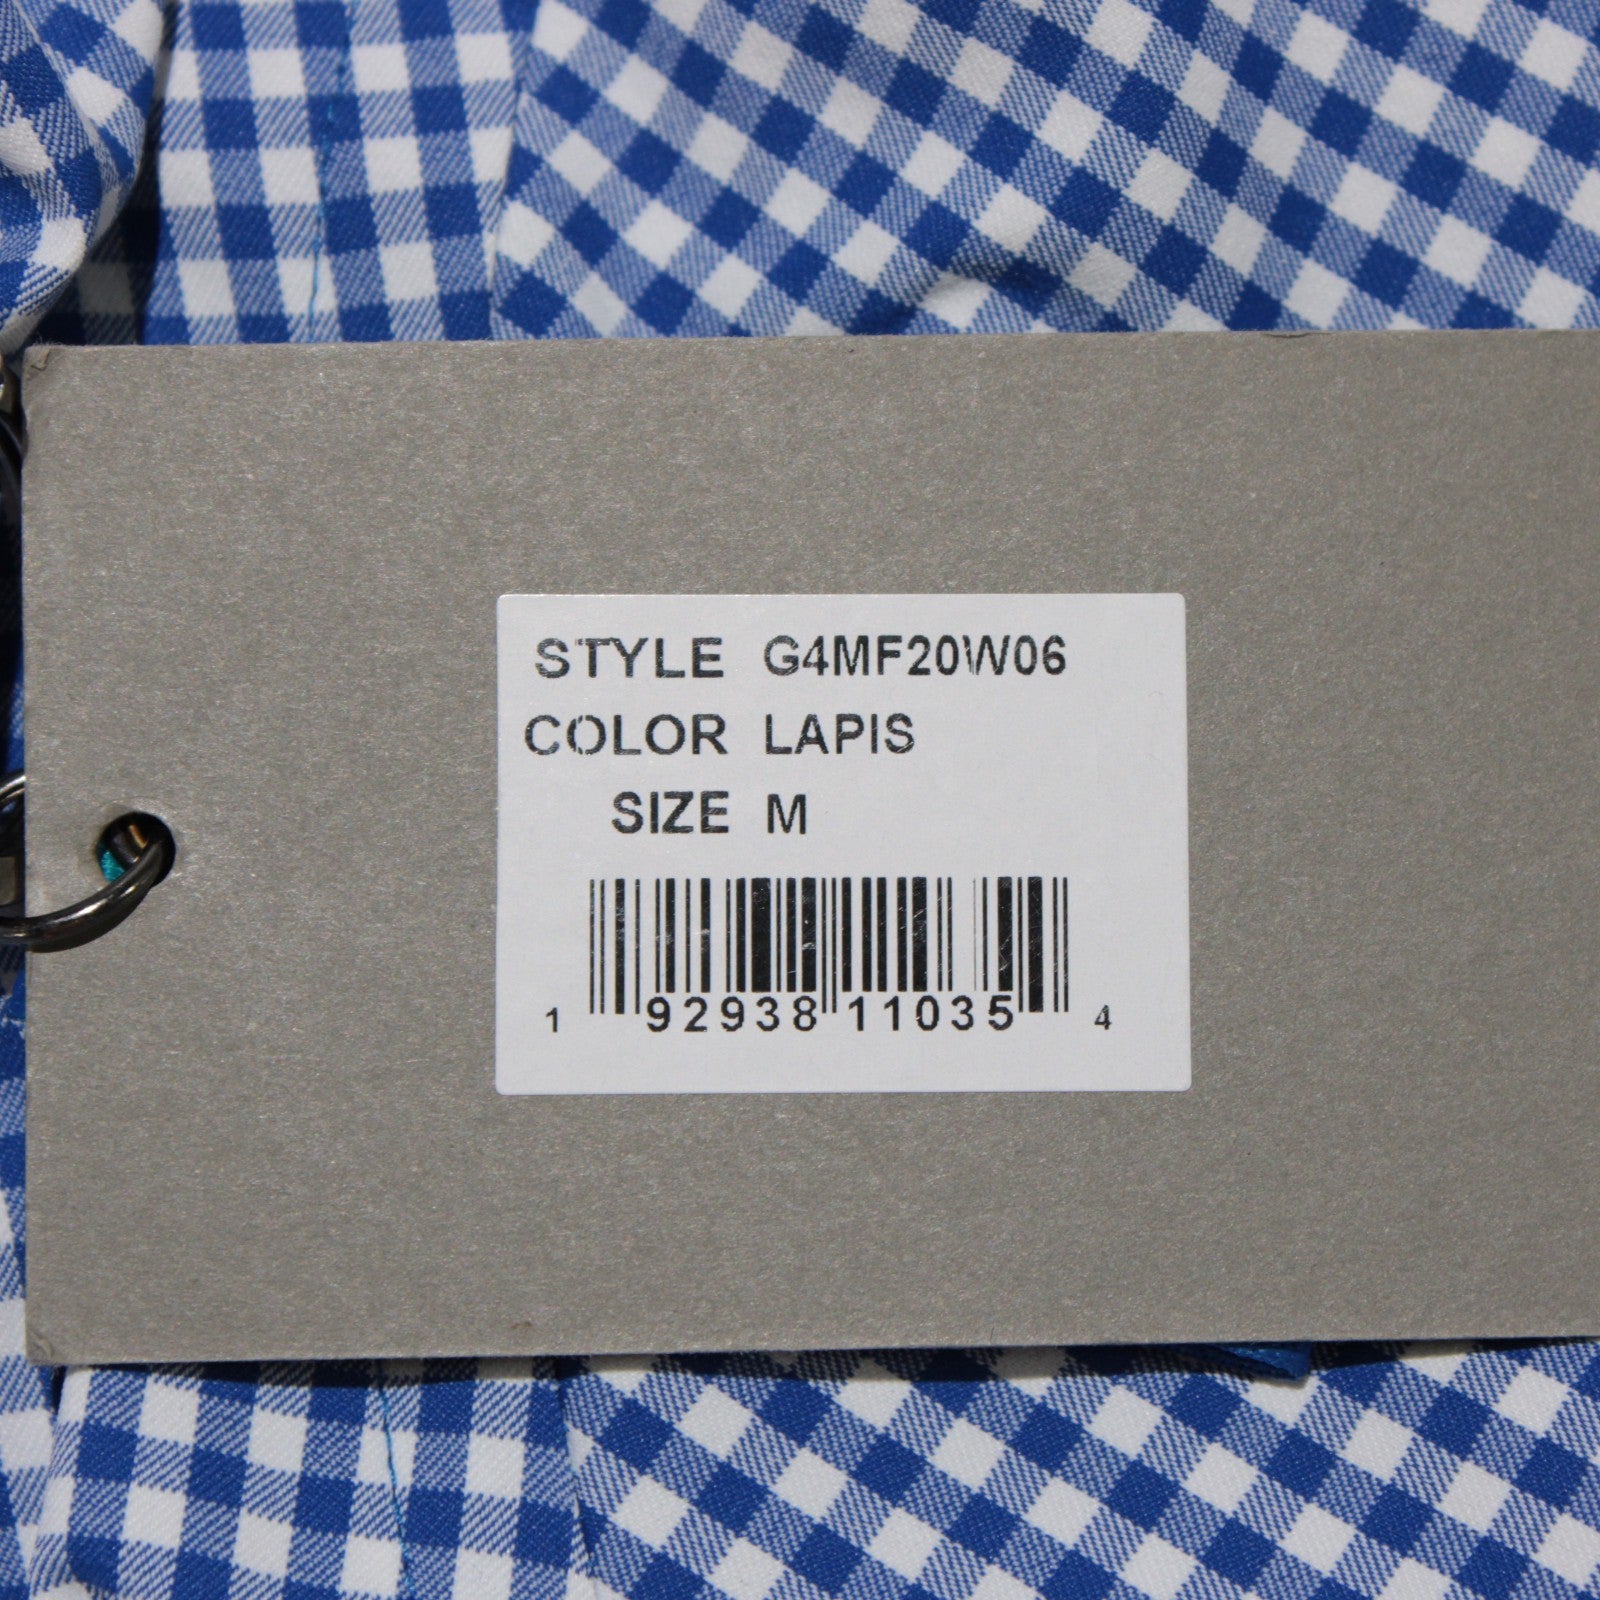 STYLE G4MF20W06
COLOR LAPIS
SIZE M
1 92938 11035 4